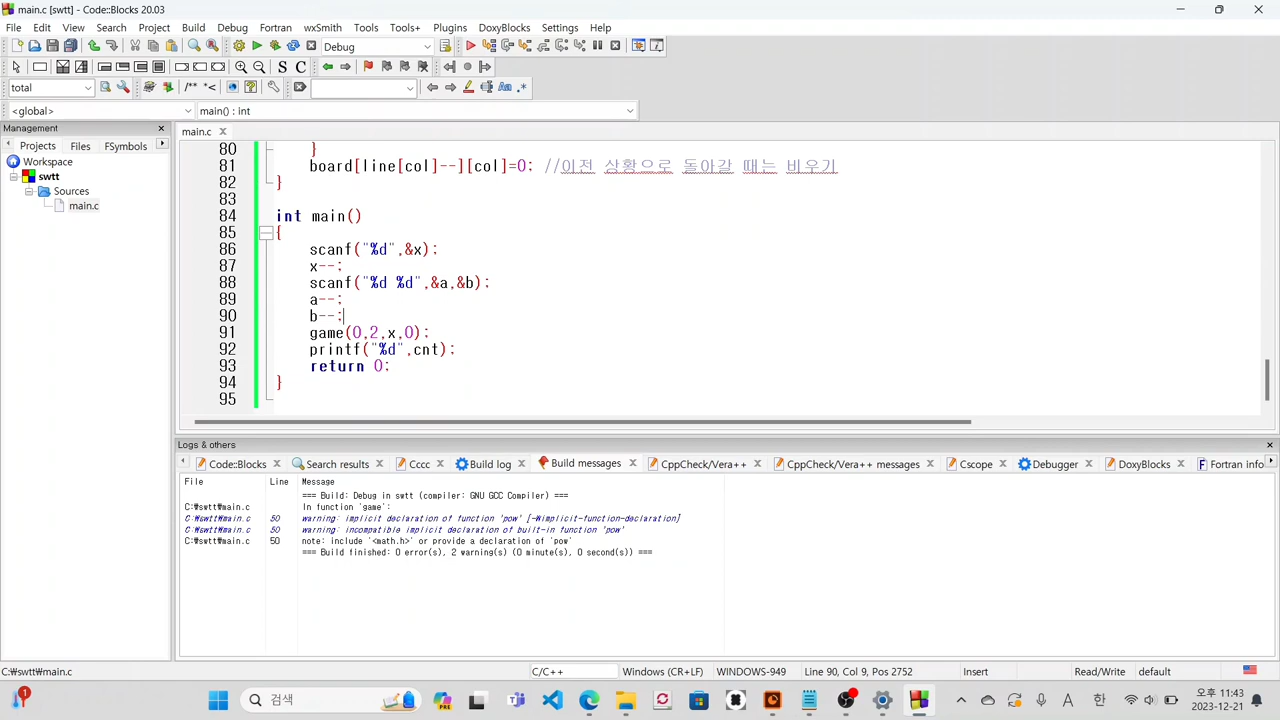 main.c [swtt] - Code::Blocks 20.03
File Edit View Search Project Build Debug Fortran wxSmith Tools Tools+ Plugins DoxyBlocks Settings Help
Debug
S C
total /** *< Aa .*
<global> main() : int
Management
main.c
Projects Files FSymbols
Workspace
swtt
Sources
main.c
80 }
81 board[line[col]--][col]=0; //이전 상황으로 돌아갈 때는 비우기
82 }
83
84 int main()
85 {
86 scanf("%d",&x);
87 x--;
88 scanf("%d %d",&a,&b);
89 a--;
90 b--;
91 game(0,2,x,0);
92 printf("%d",cnt);
93 return 0;
94 }
95
Logs & others
Code::Blocks Search results Cccc Build log Build messages CppCheck/Vera++ CppCheck/Vera++ messages Cscope Debugger DoxyBlocks Fortran info
File Line Message
=== Build: Debug in swtt (compiler: GNU GCC Compiler) ===
C:₩swtt₩main.c In function 'game':
C:₩swtt₩main.c 50 warning: implicit declaration of function 'pow' [-Wimplicit-function-declaration]
C:₩swtt₩main.c 50 warning: incompatible implicit declaration of built-in function 'pow'
C:₩swtt₩main.c 50 note: include '<math.h>' or provide a declaration of 'pow'
=== Build finished: 0 error(s), 2 warning(s) (0 minute(s), 0 second(s)) ===
C:₩swtt₩main.c C/C++ Windows (CR+LF) WINDOWS-949 Line 90, Col 9, Pos 2752 Insert Read/Write default
1 검색 A 한 오후 11:43
2023-12-21